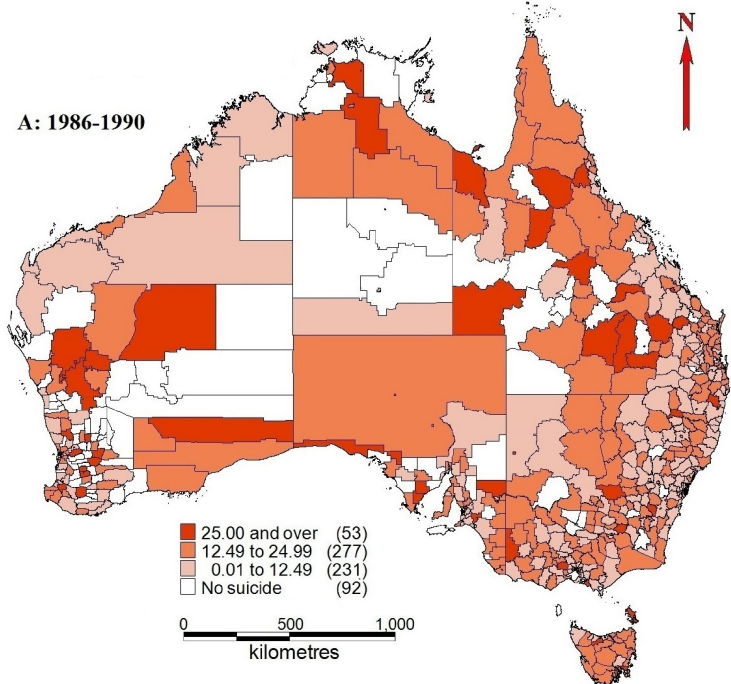 N
A: 1986-1990
25.00 and over (53)
12.49 to 24.99 (277)
0.01 to 12.49 (231)
No suicide (92)
0 500 1,000
kilometres